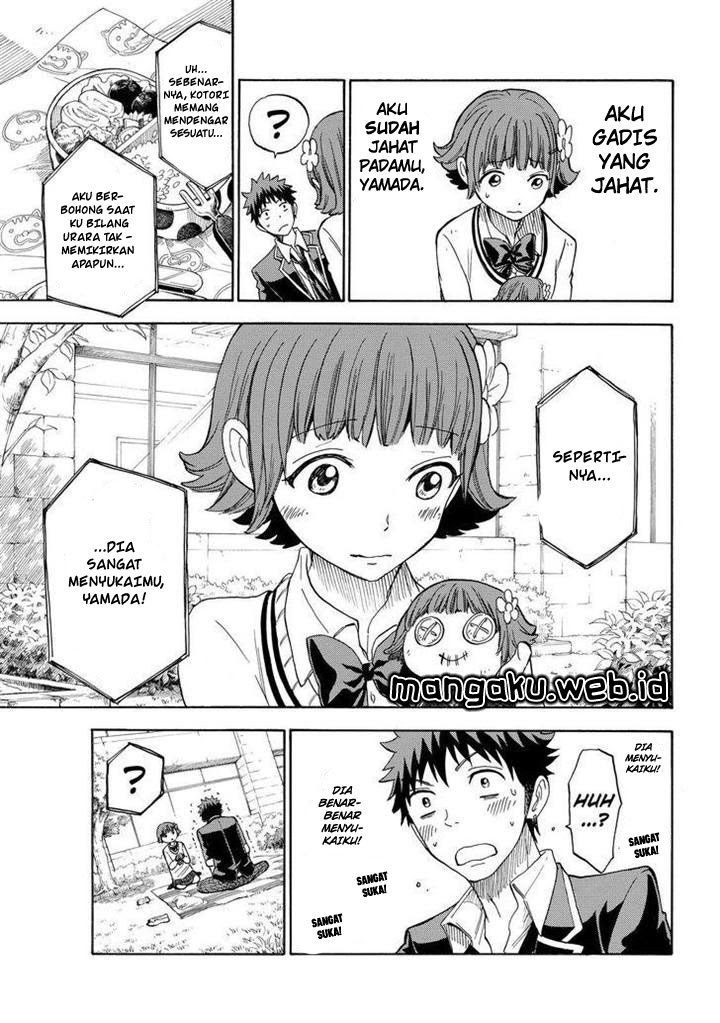 AKU
GADIS
YANG
JAHAT.
AKU
SUDAH
JAHAT
PADAMU,
YAMADA.
?
UH...
SEBENAR-
NYA, KOTORI
MEMANG
MENDENGAR
SESUATU...
AKU BER-
BOHONG SAAT
KU BILANG
URARA TAK -
MEMIKIRKAN
APAPUN...
SEPERTI-
NYA...
...DIA
SANGAT
MENYUKAIMU,
YAMADA!
mangaku.web.id
DIA
MENYU-
KAIKU!
HUH
...?
SANGAT
SUKA!
DIA
BENAR-
BENAR
MENYU-
KAIKU!
SANGAT
SUKA!
SANGAT
SUKA!
?